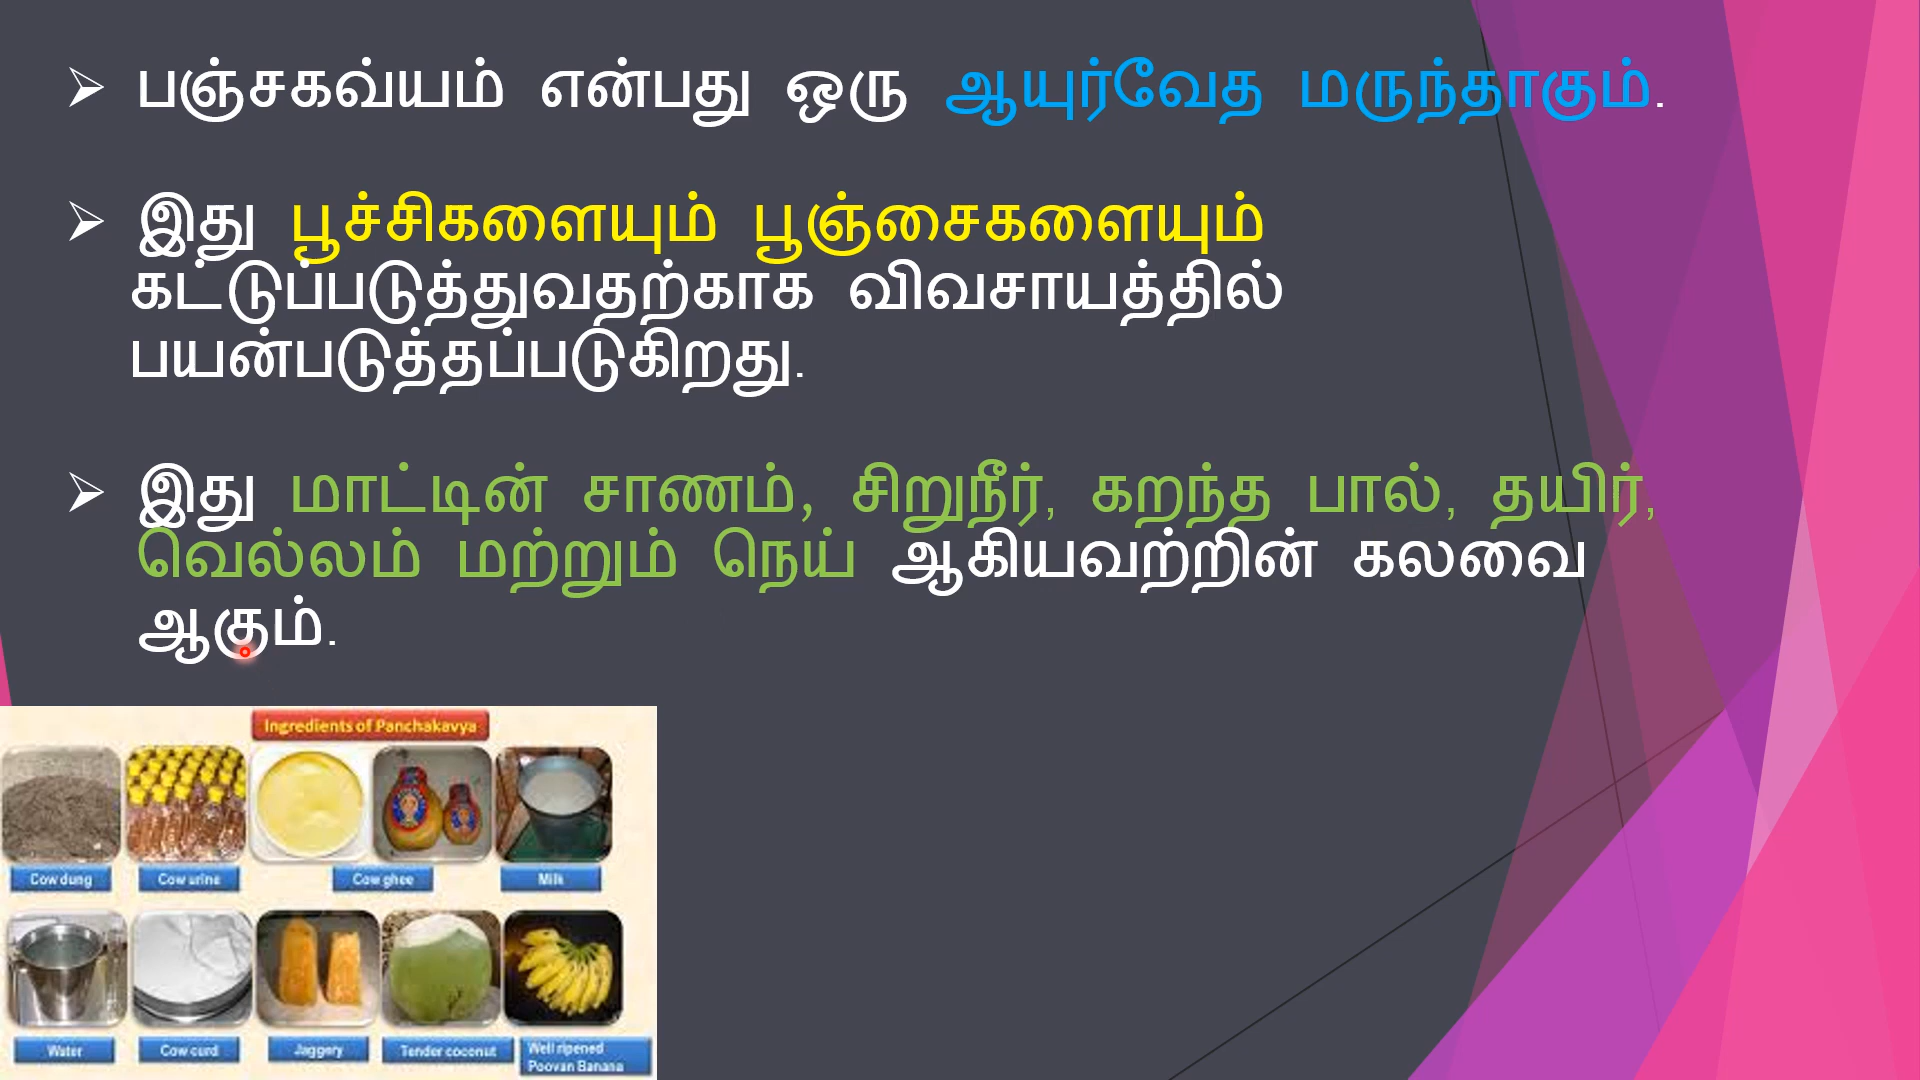 பஞ்சகவ்யம் என்பது ஒரு ஆயுர்வேத மருந்தாகும்.
இது பூச்சிகளையும் பூஞ்சைகளையும்
கட்டுப்படுத்துவதற்காக விவசாயத்தில்
பயன்படுத்தப்படுகிறது.
இது மாட்டின் சாணம், சிறுநீர், கறந்த பால், தயிர்,
வெல்லம் மற்றும் நெய் ஆகியவற்றின் கலவை
ஆகும்.
Ingredients of Panchakavya
Cow dung Cow urine Cow ghee Milk
Water Cow curd Jaggery Tender coconut Well ripened
Poovan Banana